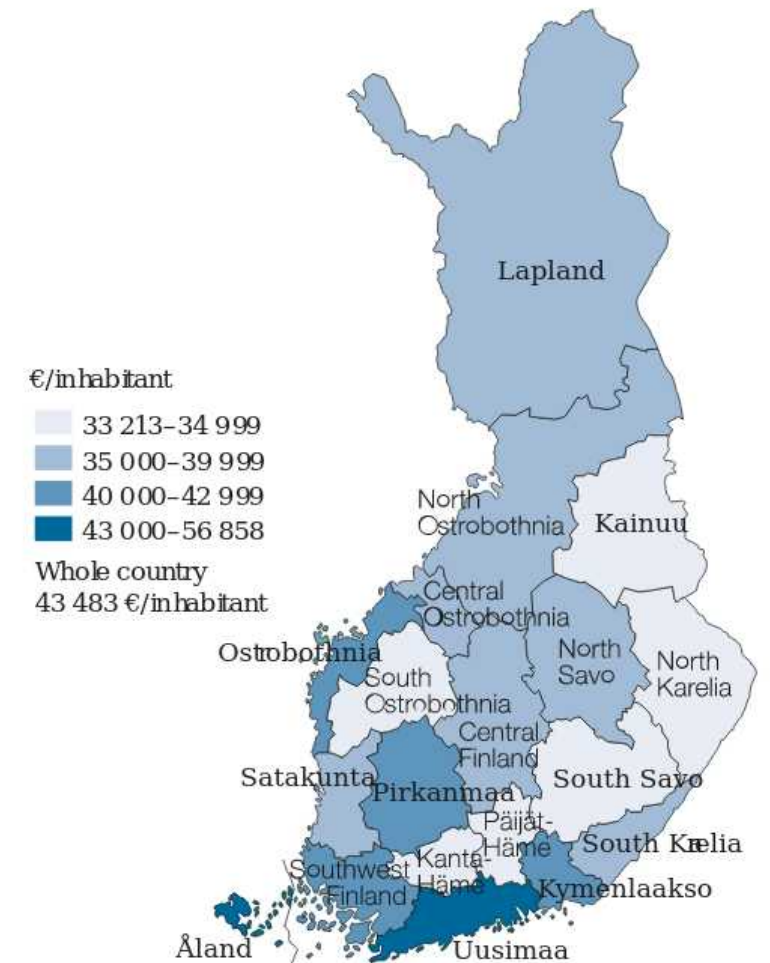 Lapland
€/inhabitant
33 213–34 999
35 000–39 999
40 000–42 999
43 000–56 858
Whole country
43 483 €/inhabitant
North
Ostrobothnia
Kainuu
Central
Ostrobothnia
Ostrobothnia
North
Savo
North
Karelia
South
Ostrobothnia
Central
Finland
Satakunta
Pirkanmaa
South Savo
Päijät-
Häme
South Karelia
Kanta-
Häme
Southwest
Finland
Kymenlaakso
Åland
Uusimaa